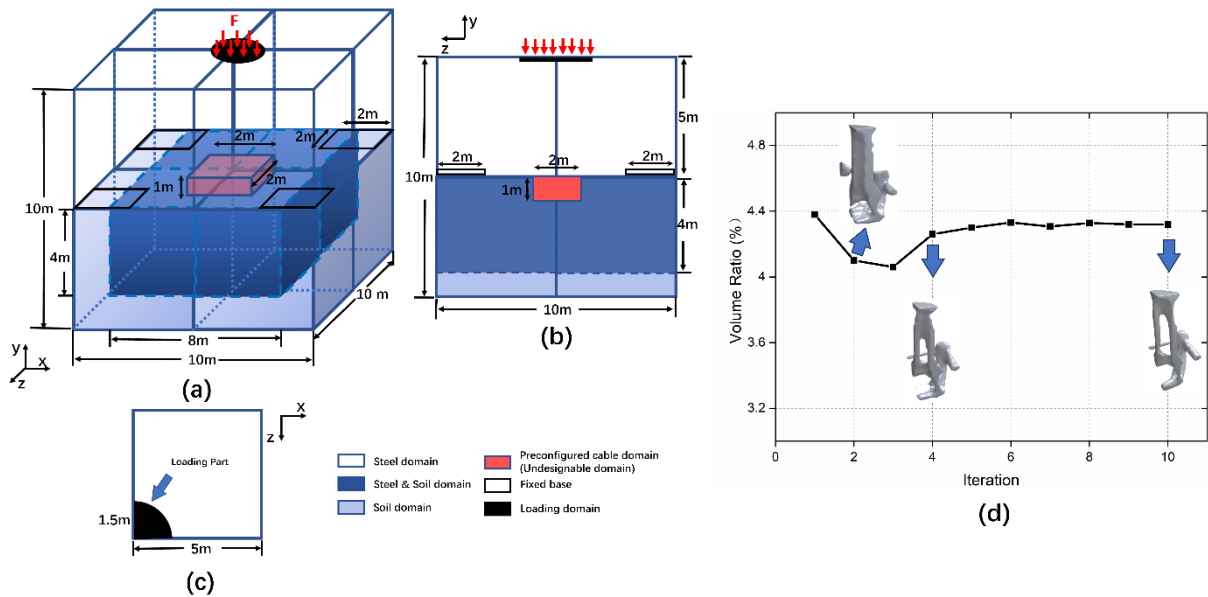 F
2m
2m
2m
2m
1m
10m
4m
10 m
8m
10m
y
x
z
(a)
y
z
5m
2m
2m
2m
10m
1m
4m
10m
(b)
x
z
Loading Part
1.5m
5m
(c)
Steel domain
Steel & Soil domain
Soil domain
Preconfigured cable domain
(Undesignable domain)
Fixed base
Loading domain
Volume Ratio (%)
4.8
4.4
4
3.6
3.2
0
2
4
6
8
10
Iteration
(d)